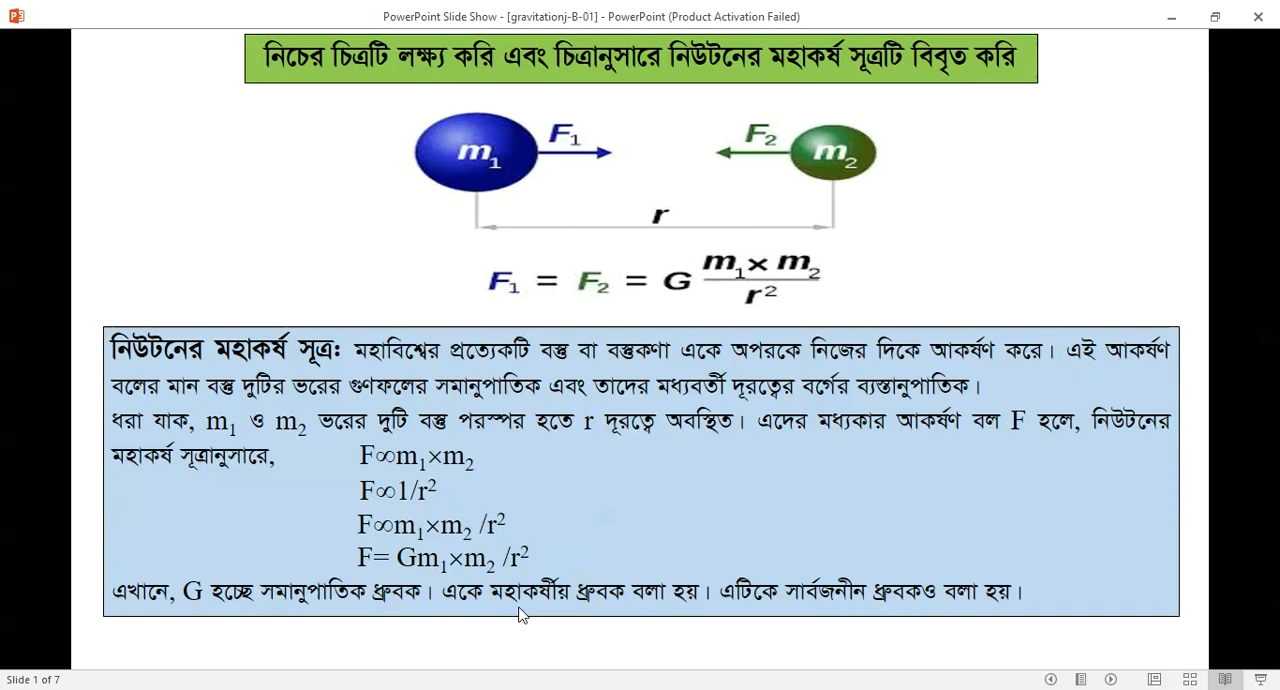 PowerPoint Slide Show - [gravitationj-B-01] - PowerPoint (Product Activation Failed)
নিচের চিত্রটি লক্ষ্য করি এবং চিত্রানুসারে নিউটনের মহাকর্ষ সূত্রটি বিবৃত করি
m₁ F₁ F₂ m₂
r
F₁ = F₂ = G m₁× m₂ / r²
নিউটনের মহাকর্ষ সূত্র: মহাবিশ্বের প্রত্যেকটি বস্তু বা বস্তুকণা একে অপরকে নিজের দিকে আকর্ষণ করে। এই আকর্ষণ
বলের মান বস্তু দুটির ভরের গুণফলের সমানুপাতিক এবং তাদের মধ্যবর্তী দূরত্বের বর্গের ব্যস্তানুপাতিক।
ধরা যাক, m₁ ও m₂ ভরের দুটি বস্তু পরস্পর হতে r দূরত্বে অবস্থিত। এদের মধ্যকার আকর্ষণ বল F হলে, নিউটনের
মহাকর্ষ সূত্রানুসারে, F∞m₁×m₂
F∞1/r²
F∞m₁×m₂ /r²
F= Gm₁×m₂ /r²
এখানে, G হচ্ছে সমানুপাতিক ধ্রুবক। একে মহাকর্ষীয় ধ্রুবক বলা হয়। এটিকে সার্বজনীন ধ্রুবকও বলা হয়।
Slide 1 of 7